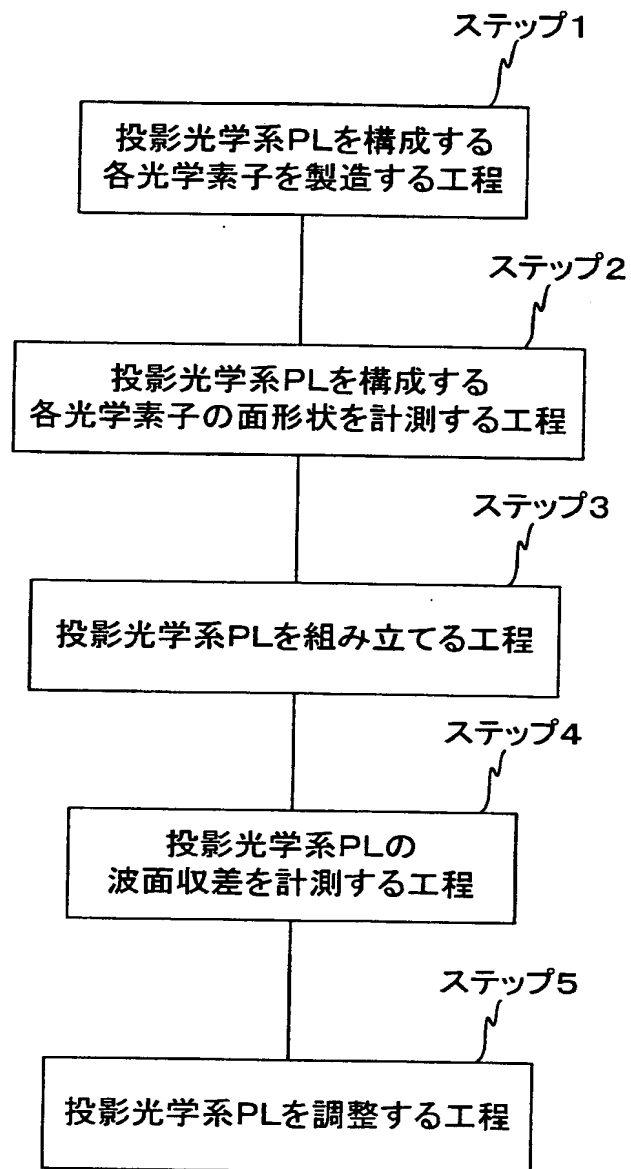 ステップ1
投影光学系PLを構成する
各光学素子を製造する工程
ステップ2
投影光学系PLを構成する
各光学素子の面形状を計測する工程
ステップ3
投影光学系PLを組み立てる工程
ステップ4
投影光学系PLの
波面収差を計測する工程
ステップ5
投影光学系PLを調整する工程